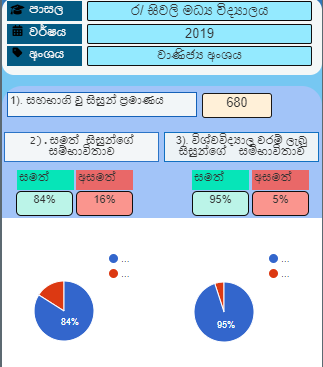 පාසල ර/ සිවලි මධ්‍ය විද්‍යාලය
වර්ෂය 2019
අංශය වාණිජ්‍ය අංශය
1). සහභාගි වූ සිසුන් ප්‍රමාණය 680
2) . සමත් සිසුන්ගේ
සම්භාවිතාව
3). විශ්වවිද්‍යාල වරම් ලැබූ
සිසුන්ගේ සම්භාවිතාව
සමත් අසමත් සමත් අසමත්
84% 16% 95% 5%
... ...
... ...
84% 95%